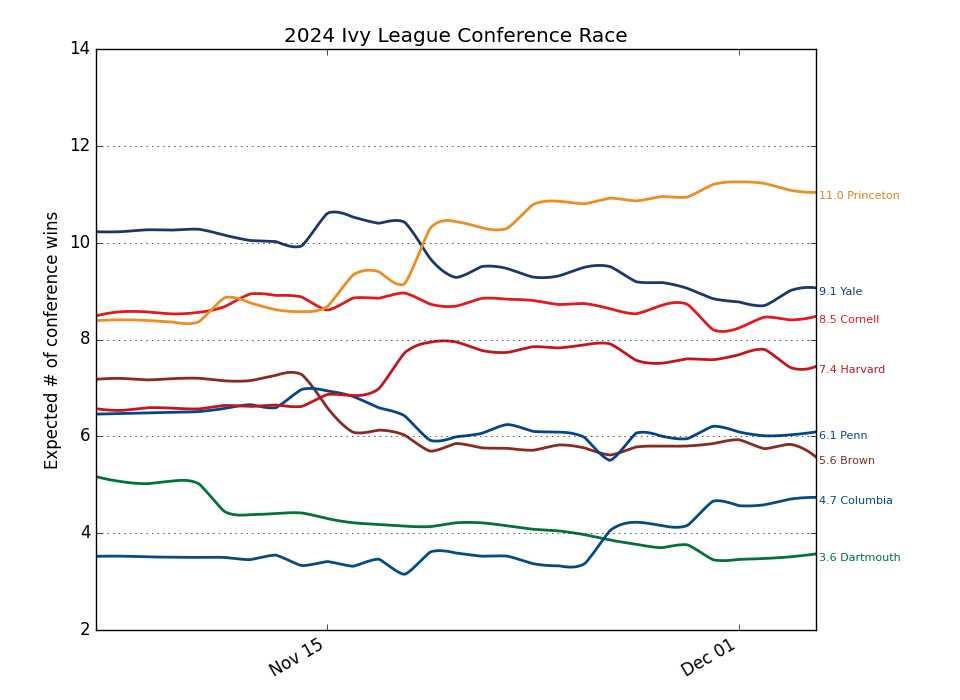 2024 Ivy League Conference Race
Expected # of conference wins
14
12
10
8
6
4
2
Nov 15
Dec 01
11.0 Princeton
9.1 Yale
8.5 Cornell
7.4 Harvard
6.1 Penn
5.6 Brown
4.7 Columbia
3.6 Dartmouth